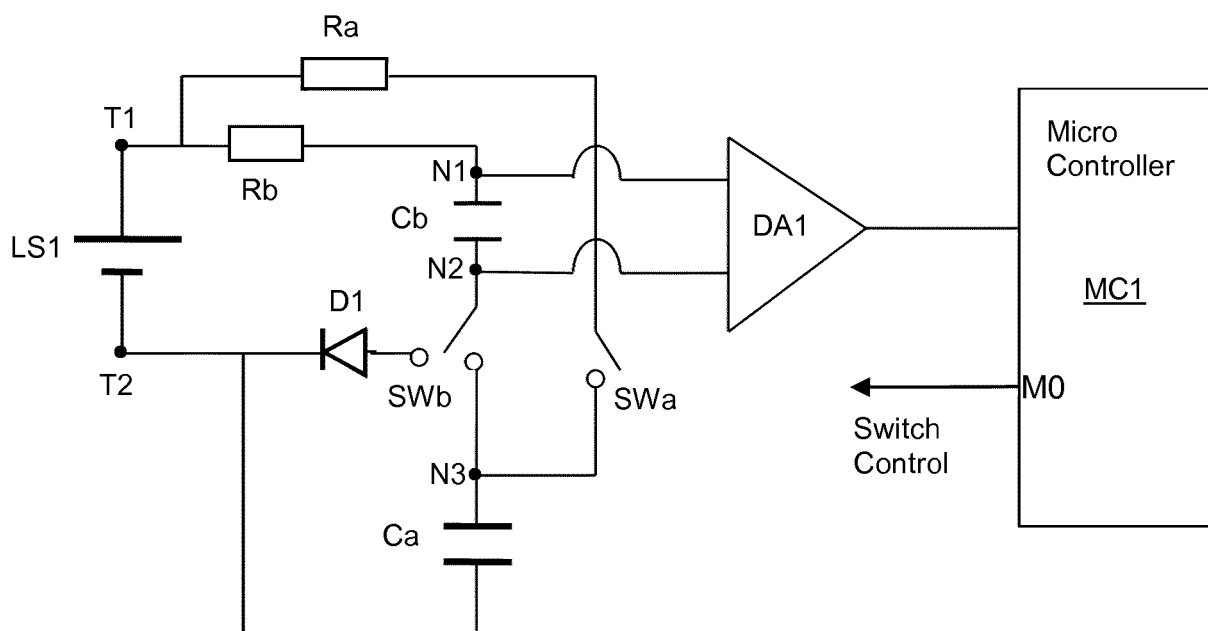 Ra
T1
Rb
N1
Cb
N2
LS1
D1
T2
SWb
SWa
N3
Ca
DA1
Micro
Controller
MC1
M0
Switch
Control